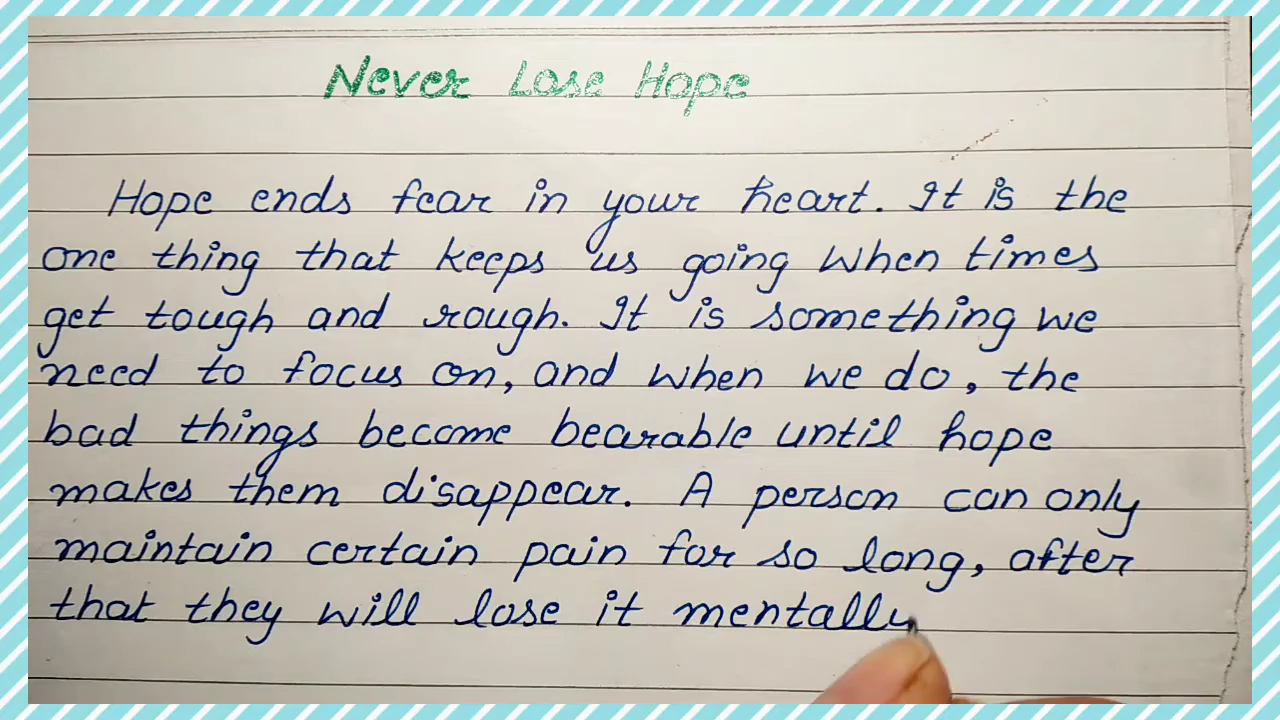 Never Lose Hope
Hope ends fear in your heart. It is the
one thing that keeps us going when times
get tough and rough. It is something we
need to focus on, and when we do, the
bad things become bearable until hope
makes them disappear. A person can only
maintain certain pain for so long, after
that they will lose it mentally